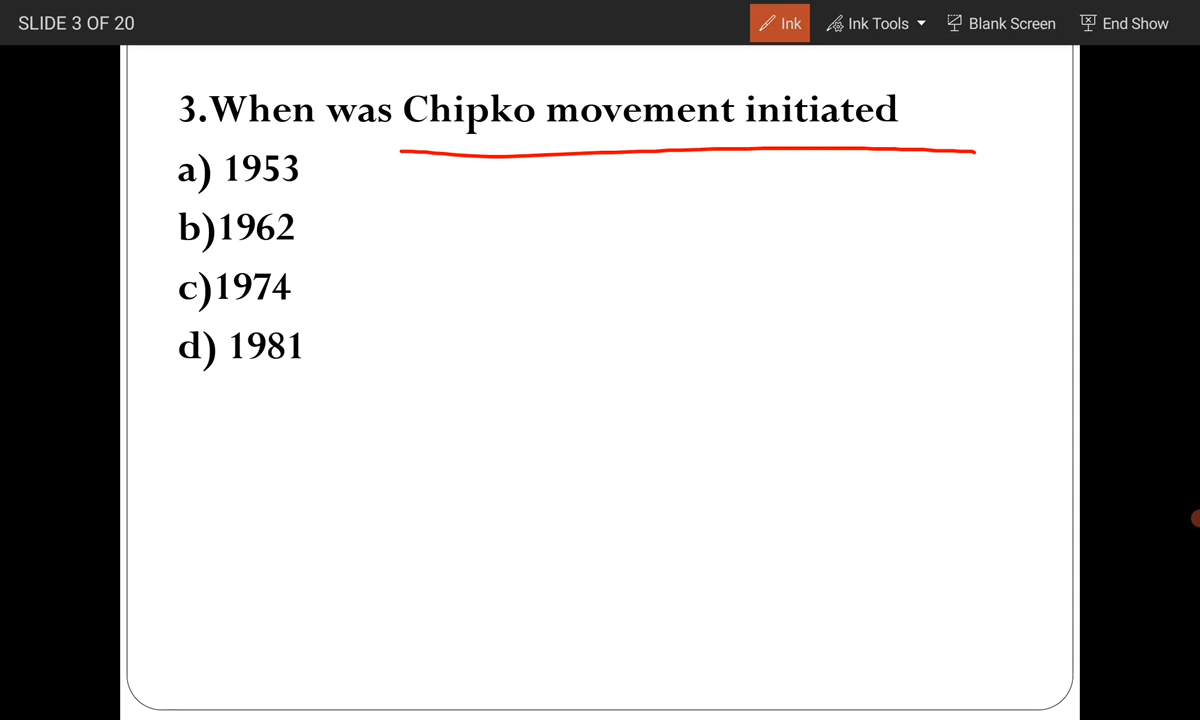 SLIDE 3 OF 20 Ink Ink Tools Blank Screen End Show
3.When was Chipko movement initiated
a) 1953
b)1962
c)1974
d) 1981